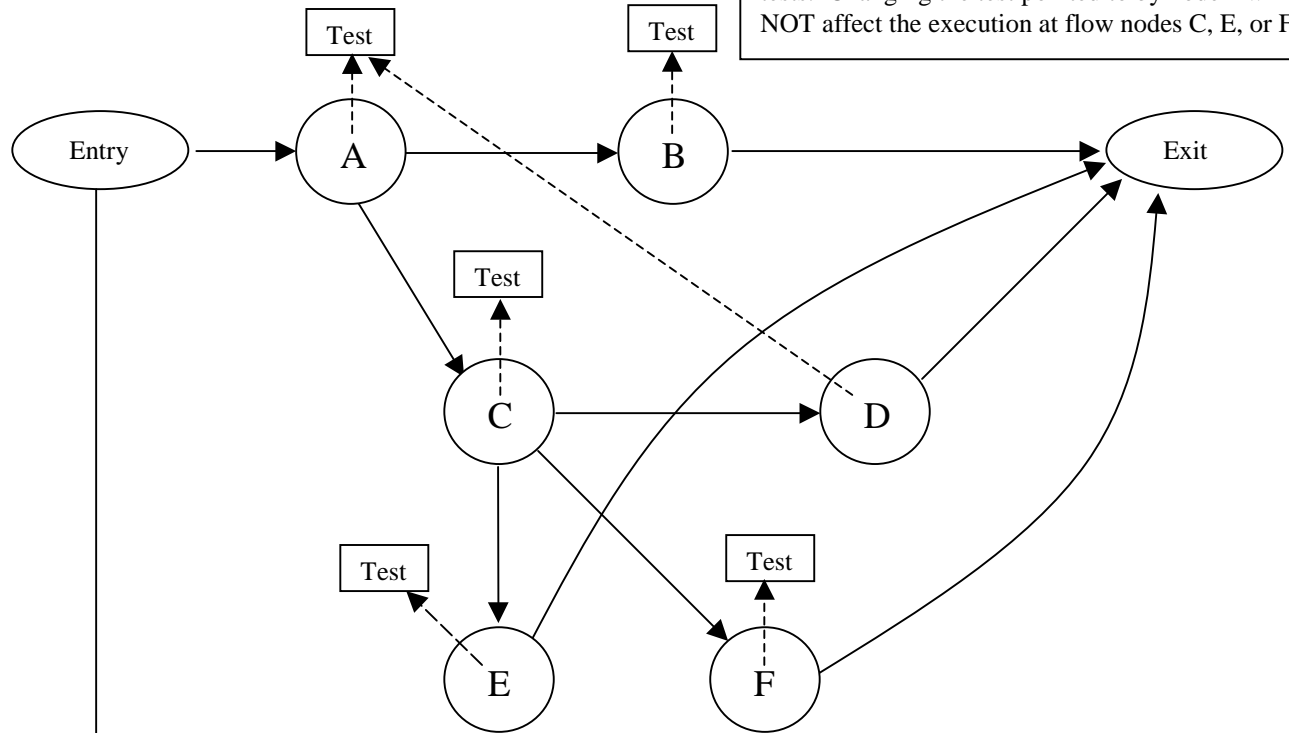 NOT affect the execution at flow nodes C, E, or F
Test
Test
Entry
A
B
Exit
Test
C
D
Test
Test
E
F